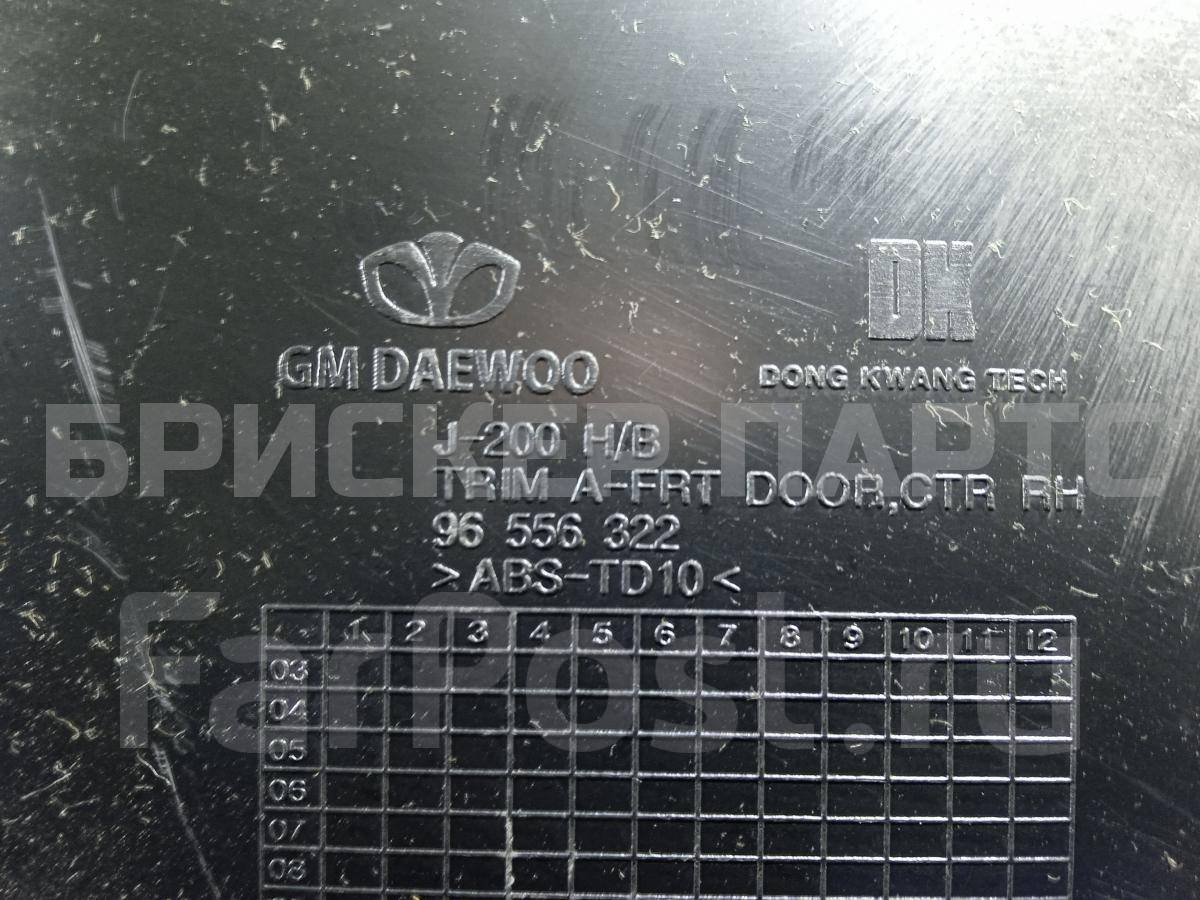 DK
GM DAEWOO
DONG KWANG TECH
БРИСКЕР ПАРТС
J-200 H/B
TRIM A-FRT DOOR,CTR RH
96 556 322
>ABS-TD10<
FarPost.ru
1 2 3 4 5 6 7 8 9 10 11 12
03
04
05
06
07
08